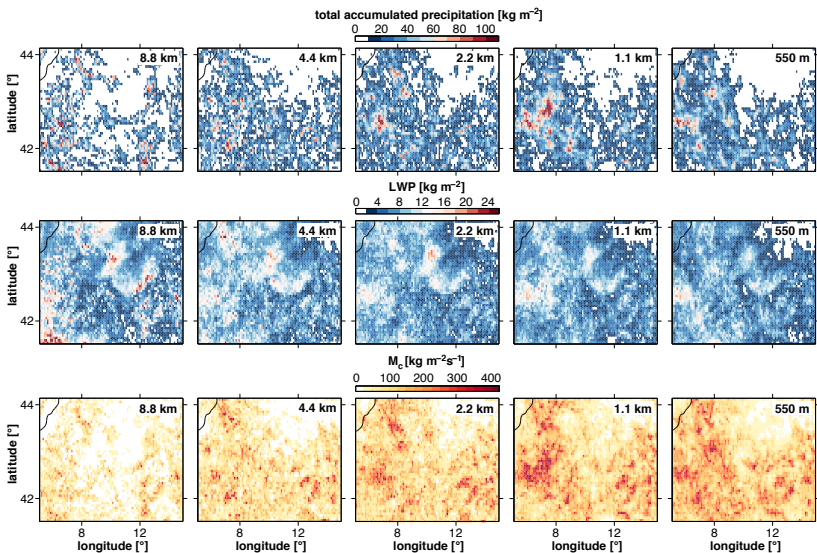 total accumulated precipitation [kg m⁻²]
0 20 40 60 80 100
8.8 km 4.4 km 2.2 km 1.1 km 550 m
44
42
latitude [°]
LWP [kg m⁻²]
0 4 8 12 16 20 24
8.8 km 4.4 km 2.2 km 1.1 km 550 m
44
42
latitude [°]
M_c [kg m⁻²s⁻¹]
0 100 200 300 400
8.8 km 4.4 km 2.2 km 1.1 km 550 m
44
42
latitude [°]
8 12 8 12 8 12 8 12 8 12
longitude [°] longitude [°] longitude [°] longitude [°] longitude [°]